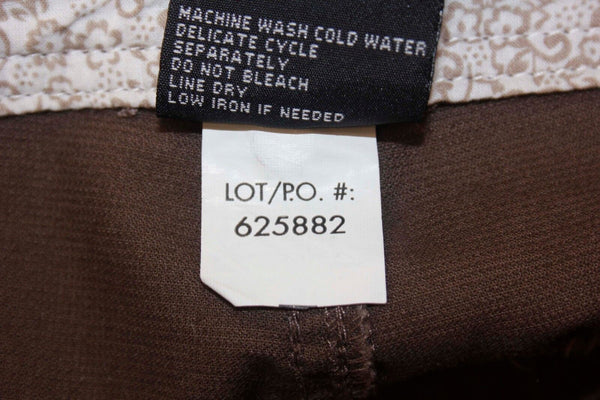 MACHINE WASH COLD WATER
DELICATE CYCLE
SEPARATELY
DO NOT BLEACH
LINE DRY
LOW IRON IF NEEDED
LOT/P.O. #:
625882